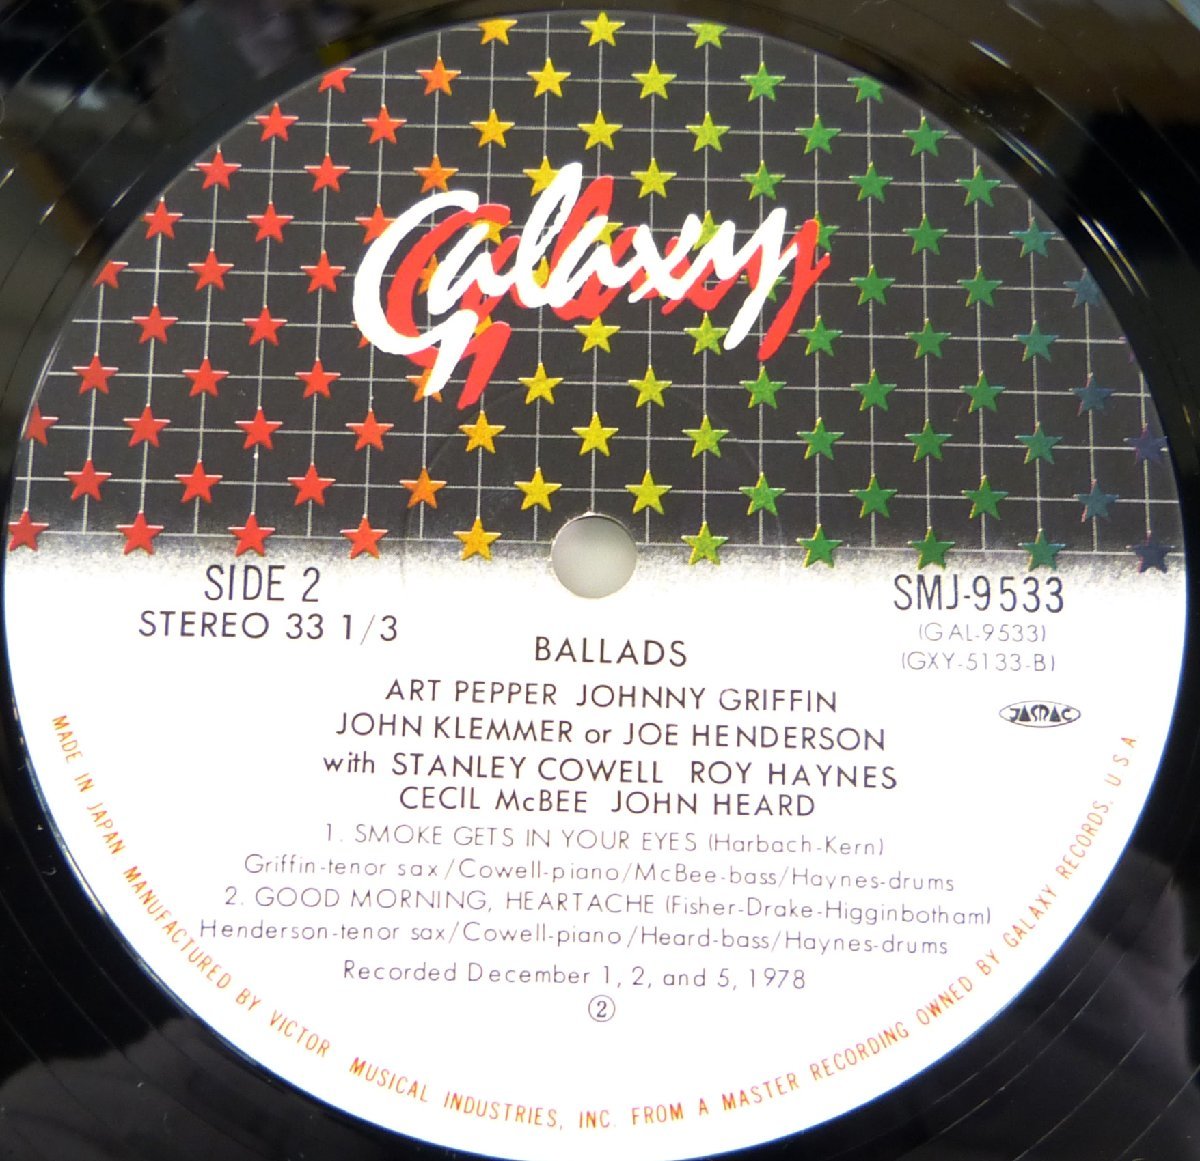 Galaxy
SIDE 2
STEREO 33 1/3
SMJ-9533
(GAL-9533)
(GXY-5133-B)
JASRAC
BALLADS
ART PEPPER JOHNNY GRIFFIN
JOHN KLEMMER or JOE HENDERSON
with STANLEY COWELL ROY HAYNES
CECIL McBEE JOHN HEARD
1. SMOKE GETS IN YOUR EYES (Harbach-Kern)
Griffin-tenor sax/Cowell-piano/McBee-bass/Haynes-drums
2. GOOD MORNING, HEARTACHE (Fisher-Drake-Higginbotham)
Henderson-tenor sax/Cowell-piano/Heard-bass/Haynes-drums
Recorded December 1, 2, and 5, 1978
②
MADE IN JAPAN MANUFACTURED BY VICTOR MUSICAL INDUSTRIES, INC. FROM A MASTER RECORDING OWNED BY GALAXY RECORDS, U S A